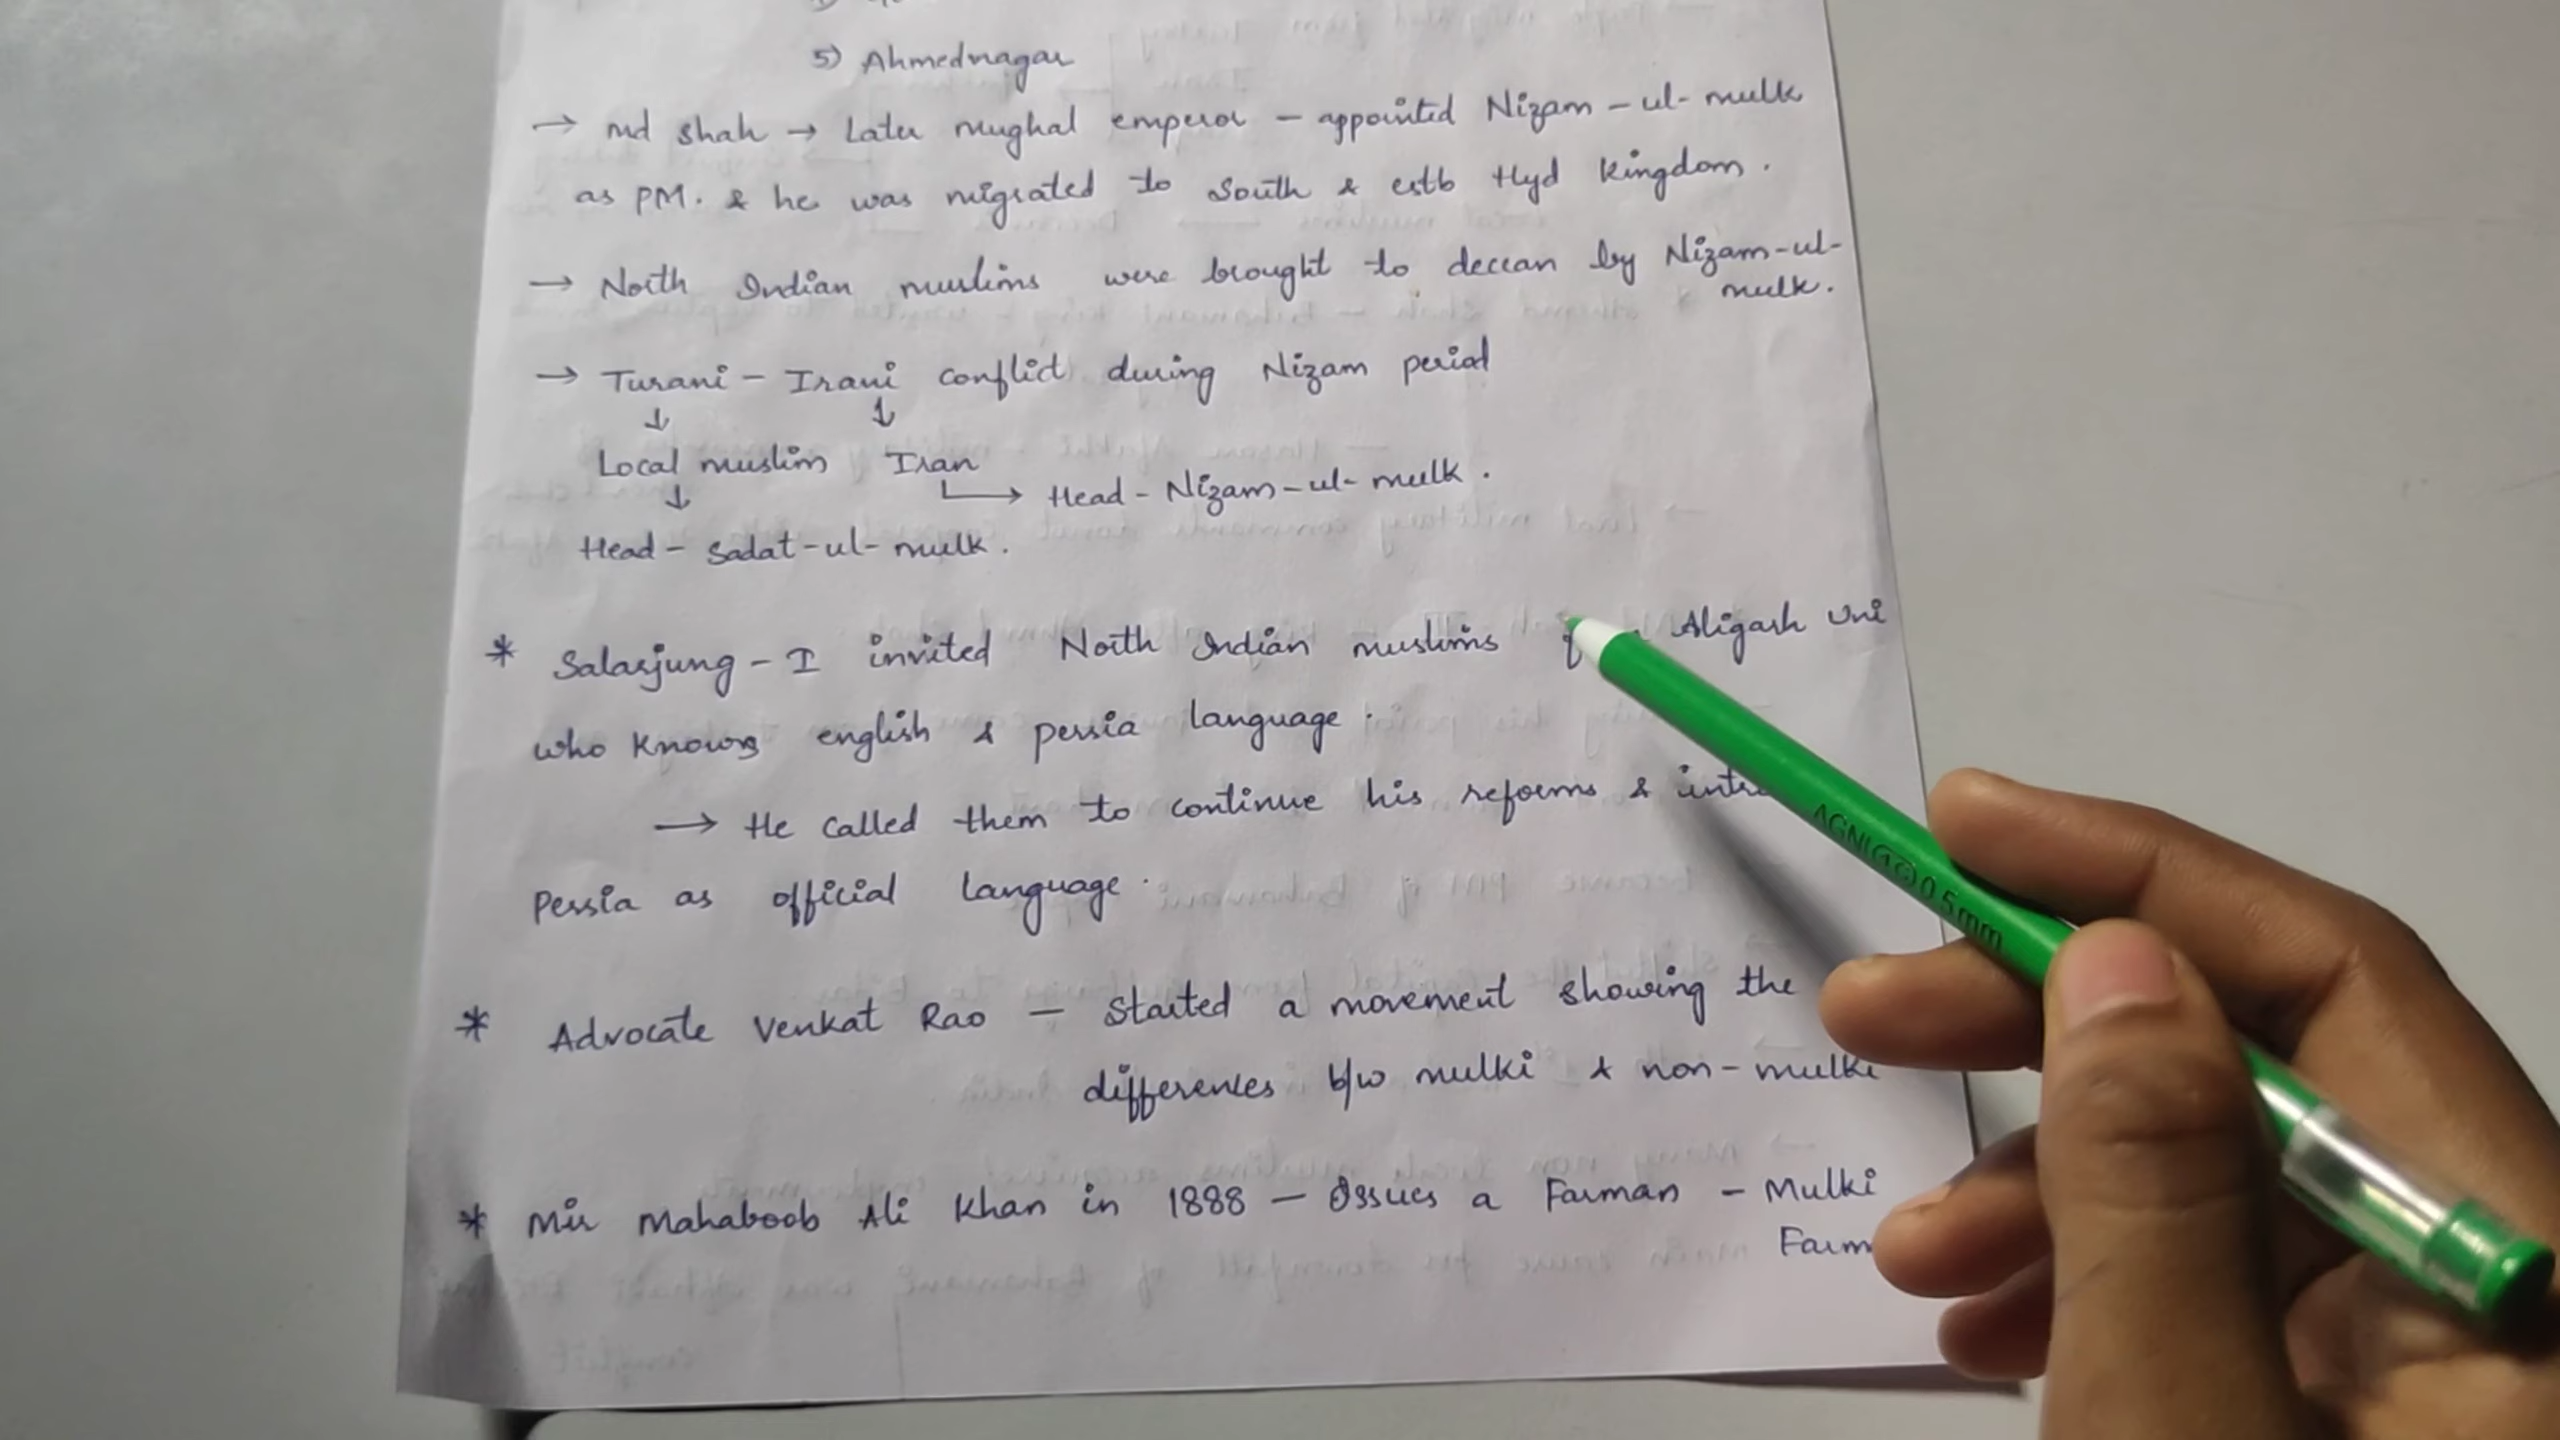 5) Ahmednagar
→ md shah → Later mughal emperor – appointed Nizam-ul-mulk
as PM. & he was migrated to South & estb Hyd Kingdom.
→ North Indian muslims were brought to deccan by Nizam-ul-
mulk.
→ Turani – Irani conflict during Nizam period
↓ ↓
Local muslim Iran
↓ → Head – Nizam-ul-mulk.
Head – Sadat-ul-mulk.
* Salarjung – I invited North Indian muslims Aligarh Uni
who knows english & persia language.
→ He called them to continue his reforms &
Persia as official language.
* Advocate Venkat Rao – Started a movement showing the
differences b/w mulki & non-mulki
* Mir Mahaboob Ali Khan in 1888 – Issues a Farman – Mulki
AGNI 0.5mm